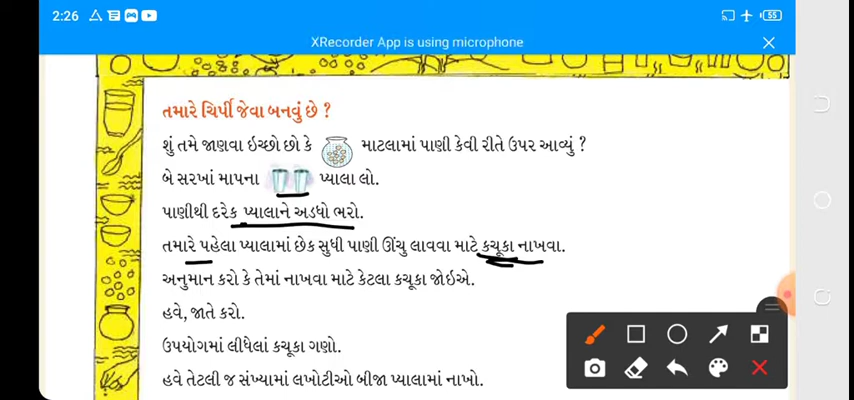 2:26
55
XRecorder App is using microphone
તમારે ચિર્પી જેવા બનવું છે ?
શું તમે જાણવા ઇચ્છો છો કે માટલામાં પાણી કેવી રીતે ઉપર આવ્યું ?
બે સરખાં માપના પ્યાલા લો.
પાણીથી દરેક પ્યાલાને અડધો ભરો.
તમારે પહેલા પ્યાલામાં છેક સુધી પાણી ઊંચુ લાવવા માટે કચૂકા નાખવા.
અનુમાન કરો કે તેમાં નાખવા માટે કેટલા કચૂકા જોઇએ.
હવે, જાતે કરો.
ઉપયોગમાં લીધેલાં કચૂકા ગણો.
હવે તેટલી જ સંખ્યામાં લખોટીઓ બીજા પ્યાલામાં નાખો.